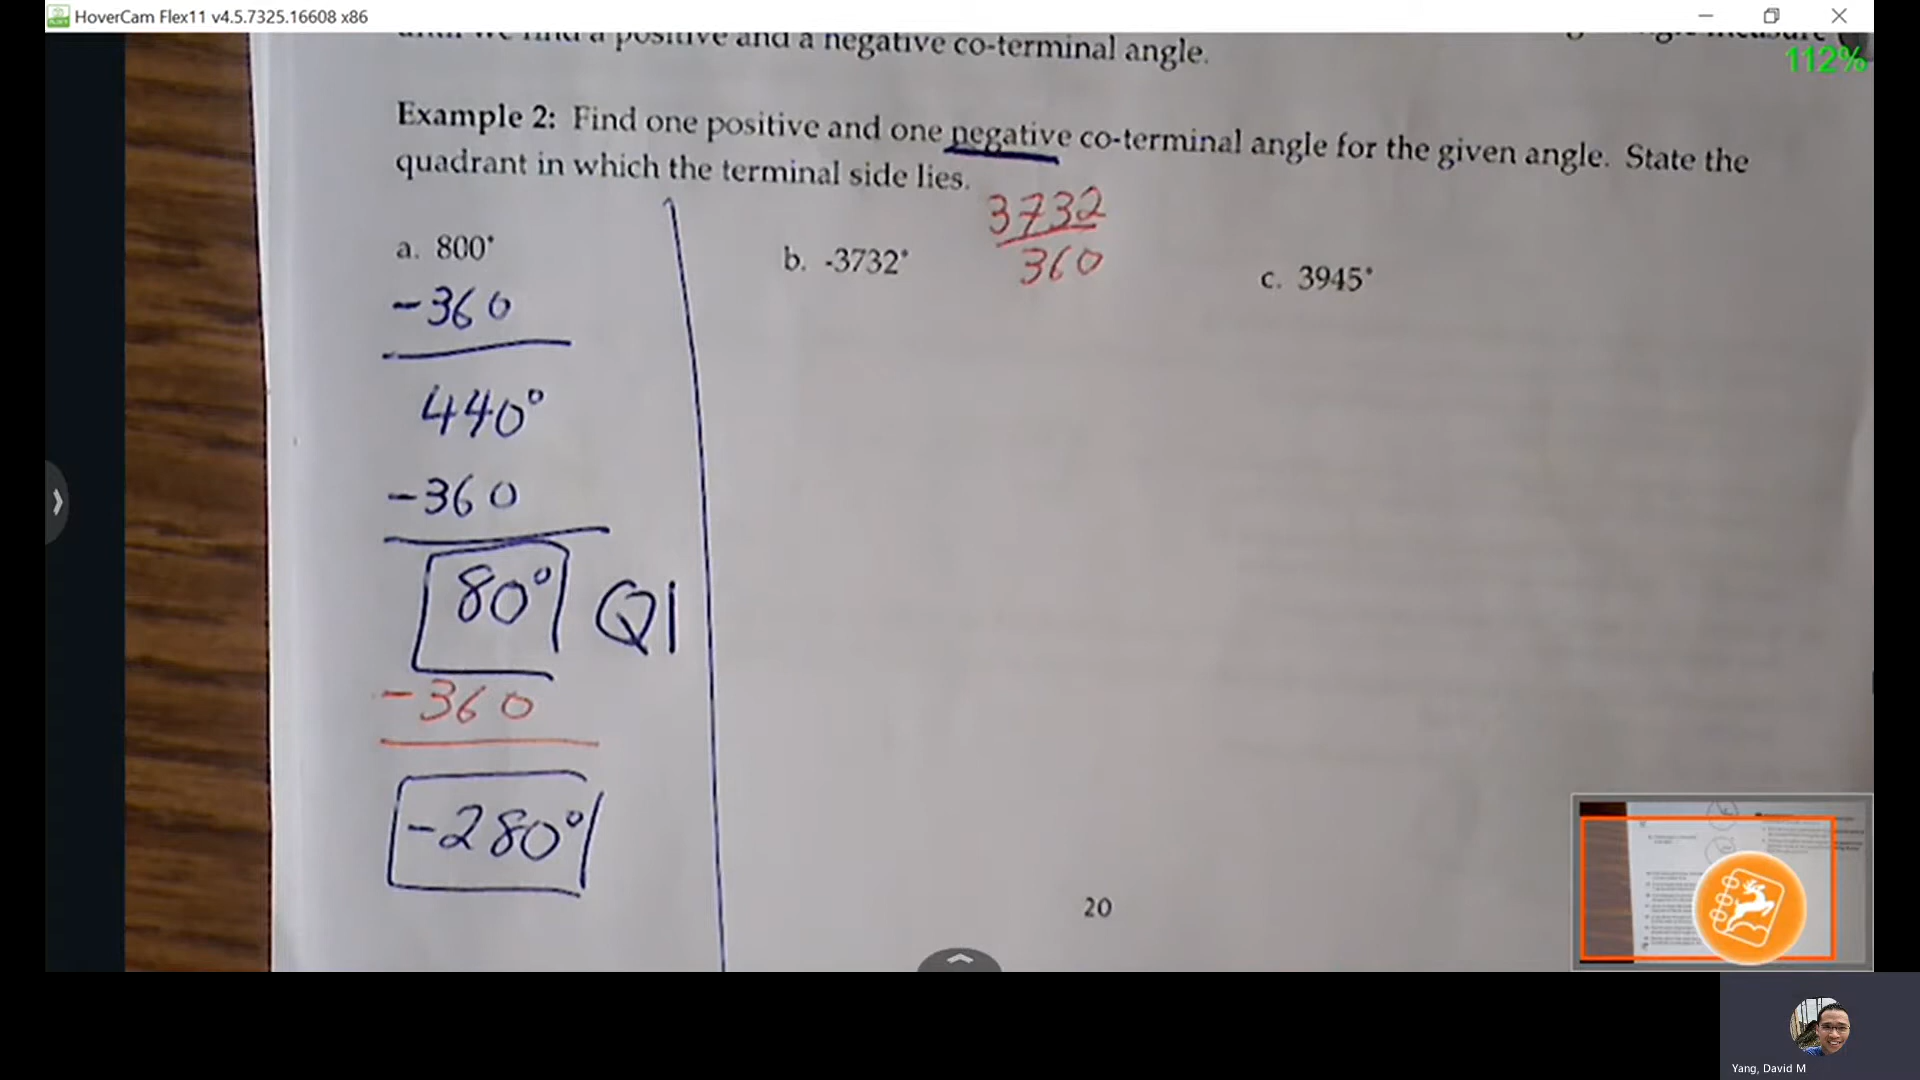 HoverCam Flex11 v4.5.7325.16608 x86
a positive and a negative co-terminal angle.
112%
Example 2: Find one positive and one negative co-terminal angle for the given angle. State the
quadrant in which the terminal side lies.
3732
360
a. 800°
-360
440°
-360
80° Q1
-360
-280°
b. -3732°
c. 3945°
20
Yang, David M